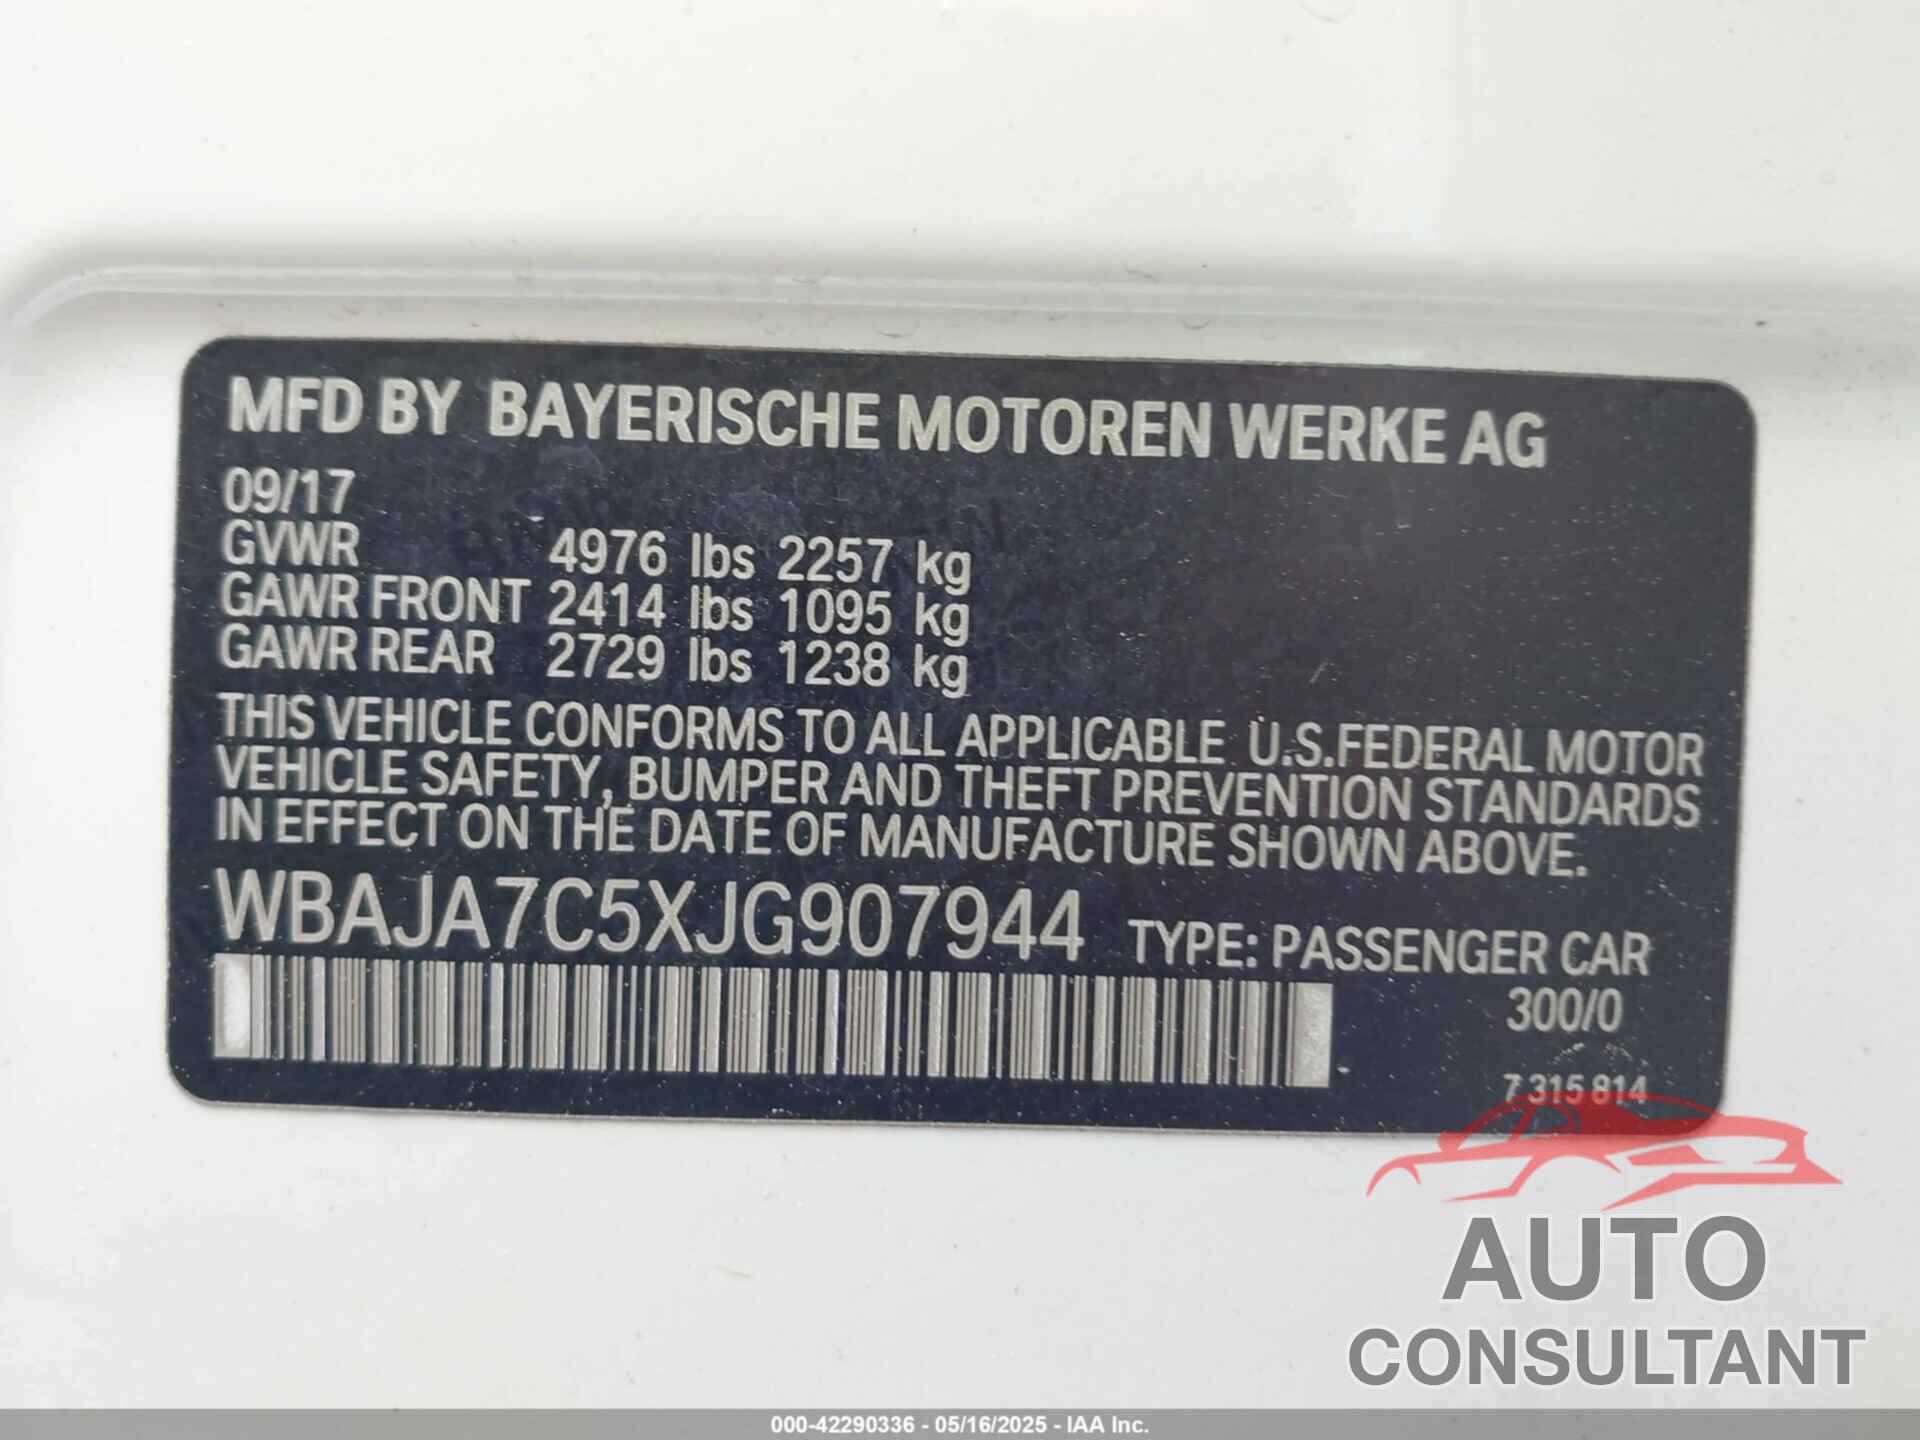 MFD BY BAYERISCHE MOTOREN WERKE AG
09/17
GVWR 4976 lbs 2257 kg
GAWR FRONT 2414 lbs 1095 kg
GAWR REAR 2729 lbs 1238 kg
THIS VEHICLE CONFORMS TO ALL APPLICABLE U.S.FEDERAL MOTOR
VEHICLE SAFETY, BUMPER AND THEFT PREVENTION STANDARDS
IN EFFECT ON THE DATE OF MANUFACTURE SHOWN ABOVE.
WBAJA7C5XJG907944 TYPE: PASSENGER CAR
300/0
7 315 814
AUTO
CONSULTANT
000-42290336 - 05/16/2025 - IAA Inc.